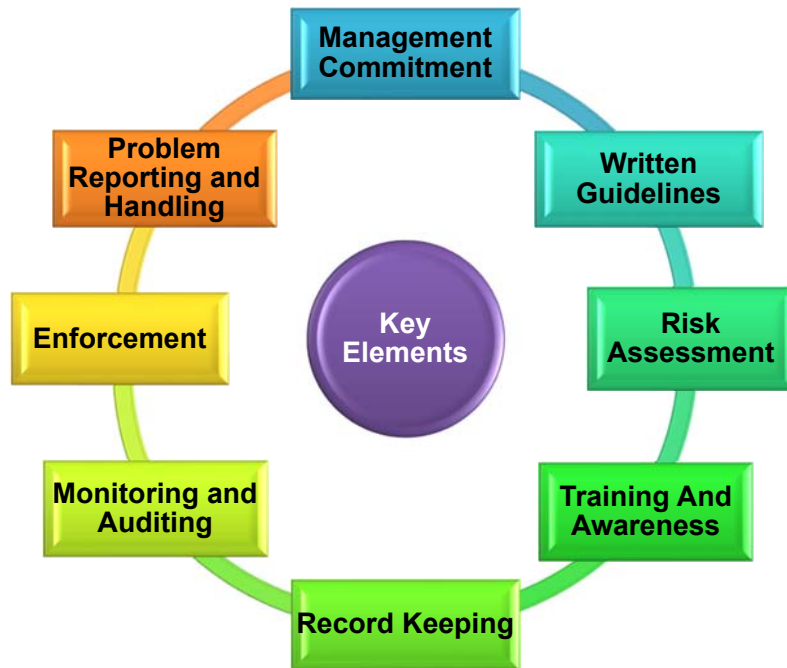 Management
Commitment
Written
Guidelines
Risk
Assessment
Training And
Awareness
Record Keeping
Monitoring and
Auditing
Enforcement
Problem
Reporting and
Handling
Key
Elements